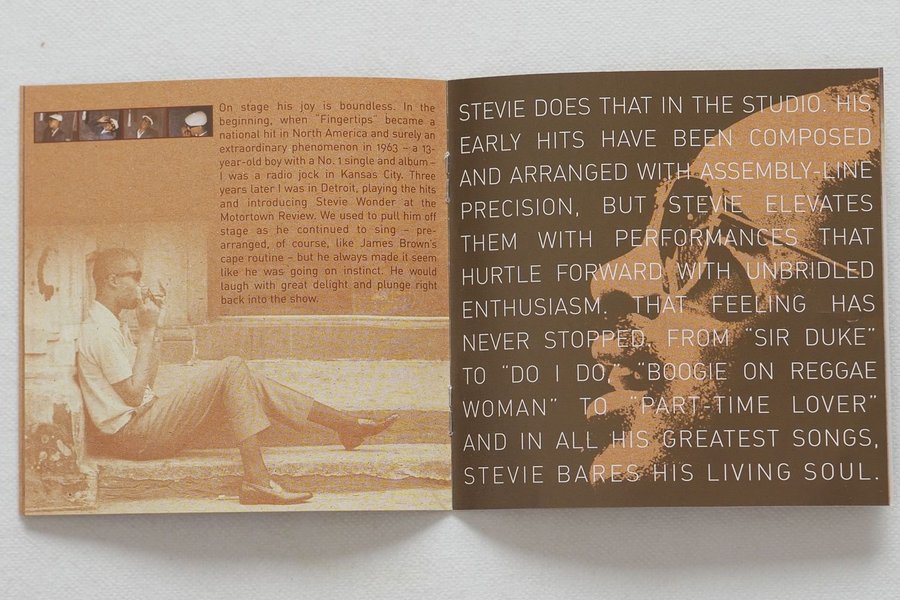 On stage his joy is boundless. In the
beginning, when "Fingertips" became a
national hit in North America and surely an
extraordinary phenomenon in 1963 – a 13-
year-old boy with a No. 1 single and album –
I was a radio jock in Kansas City. Three
years later I was in Detroit, playing the hits
and introducing Stevie Wonder at the
Motortown Review. We used to pull him off
stage as he continued to sing – pre-
arranged, of course, like James Brown's
cape routine – but he always made it seem
like he was going on instinct. He would
laugh with great delight and plunge right
back into the show.
STEVIE DOES THAT IN THE STUDIO. HIS
EARLY HITS HAVE BEEN COMPOSED
AND ARRANGED WITH ASSEMBLY-LINE
PRECISION, BUT STEVIE ELEVATES
THEM WITH PERFORMANCES THAT
HURTLE FORWARD WITH UNBRIDLED
ENTHUSIASM. THAT FEELING HAS
NEVER STOPPED. FROM "SIR DUKE"
TO "DO I DO," "BOOGIE ON REGGAE
WOMAN" TO "PART-TIME LOVER"
AND IN ALL HIS GREATEST SONGS,
STEVIE BARES HIS LIVING SOUL.